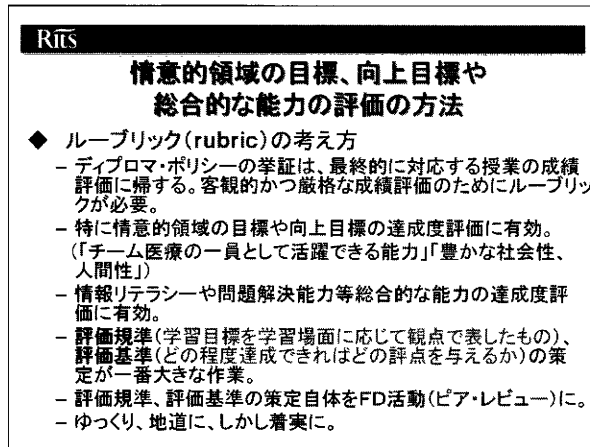 Rits
情意的領域の目標、向上目標や
総合的な能力の評価の方法
◆ ルーブリック(rubric)の考え方
– ディプロマ・ポリシーの挙証は、最終的に対応する授業の成績
評価に帰する。客観的かつ厳格な成績評価のためにルーブリッ
クが必要。
– 特に情意的領域の目標や向上目標の達成度評価に有効。
(「チーム医療の一員として活躍できる能力」「豊かな社会性、
人間性」)
– 情報リテラシーや問題解決能力等総合的な能力の達成度評
価に有効。
– 評価規準(学習目標を学習場面に応じて観点で表したもの)、
評価基準(どの程度達成できればどの評点を与えるか)の策
定が一番大きな作業。
– 評価規準、評価基準の策定自体をFD活動(ピア・レビュー)に。
– ゆっくり、地道に、しかし着実に。